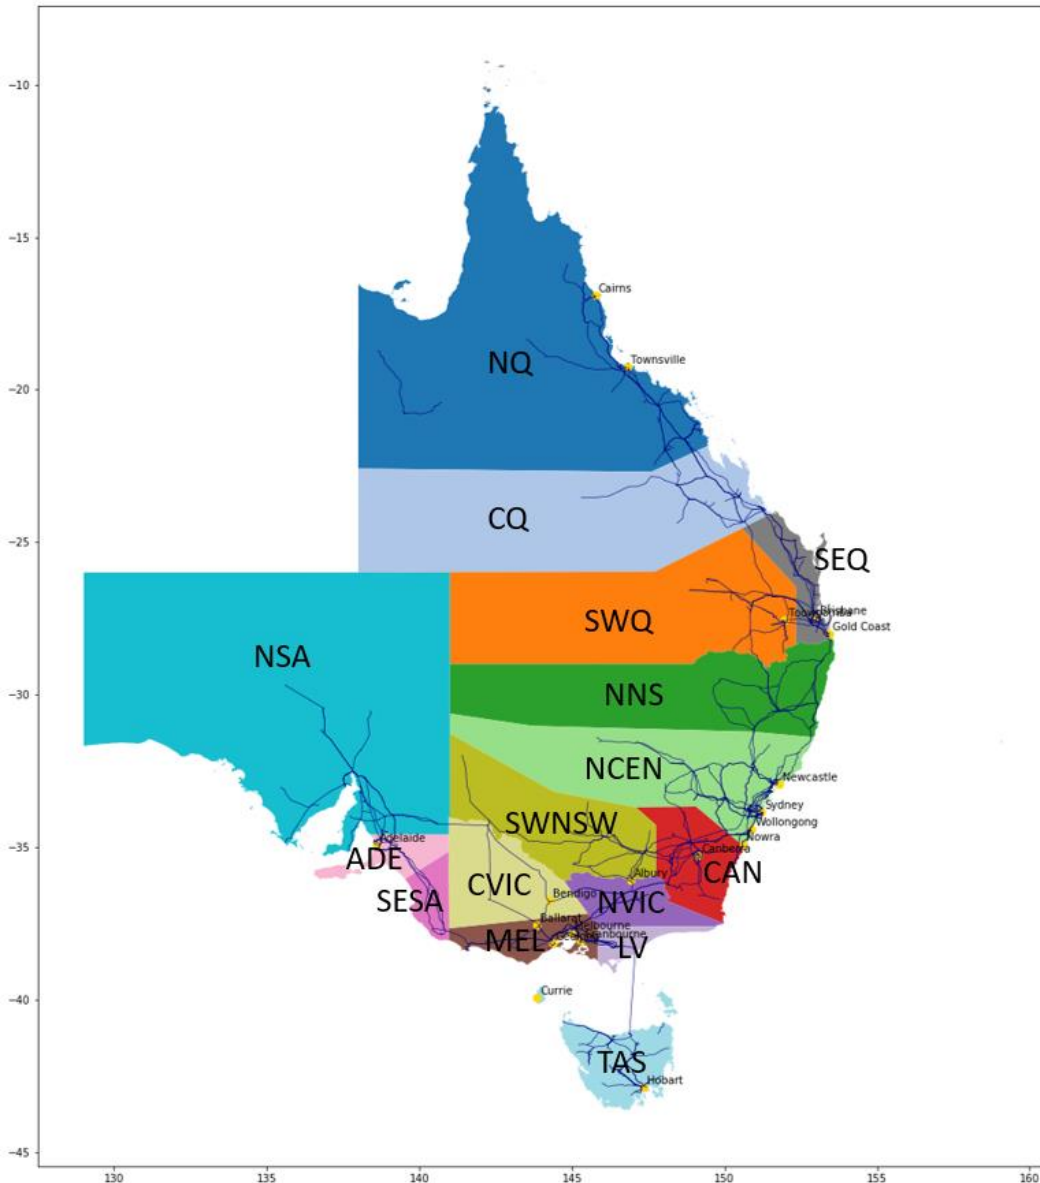 −10
−15
−20
−25
−30
−35
−40
−45
Cairns
Townsville
NQ
CQ
SEQ
Brisbane
Toowoomba
Gold Coast
SWQ
NSA
NNS
NCEN
Newcastle
Sydney
Wollongong
Nowra
SWNSW
Adelaide
ADE
Canberra
CAN
SESA
CVIC
Albury
Bendigo
NVIC
Ballarat
Melbourne
Cranbourne
MEL
LV
Currie
TAS
Hobart
130
135
140
145
150
155
160